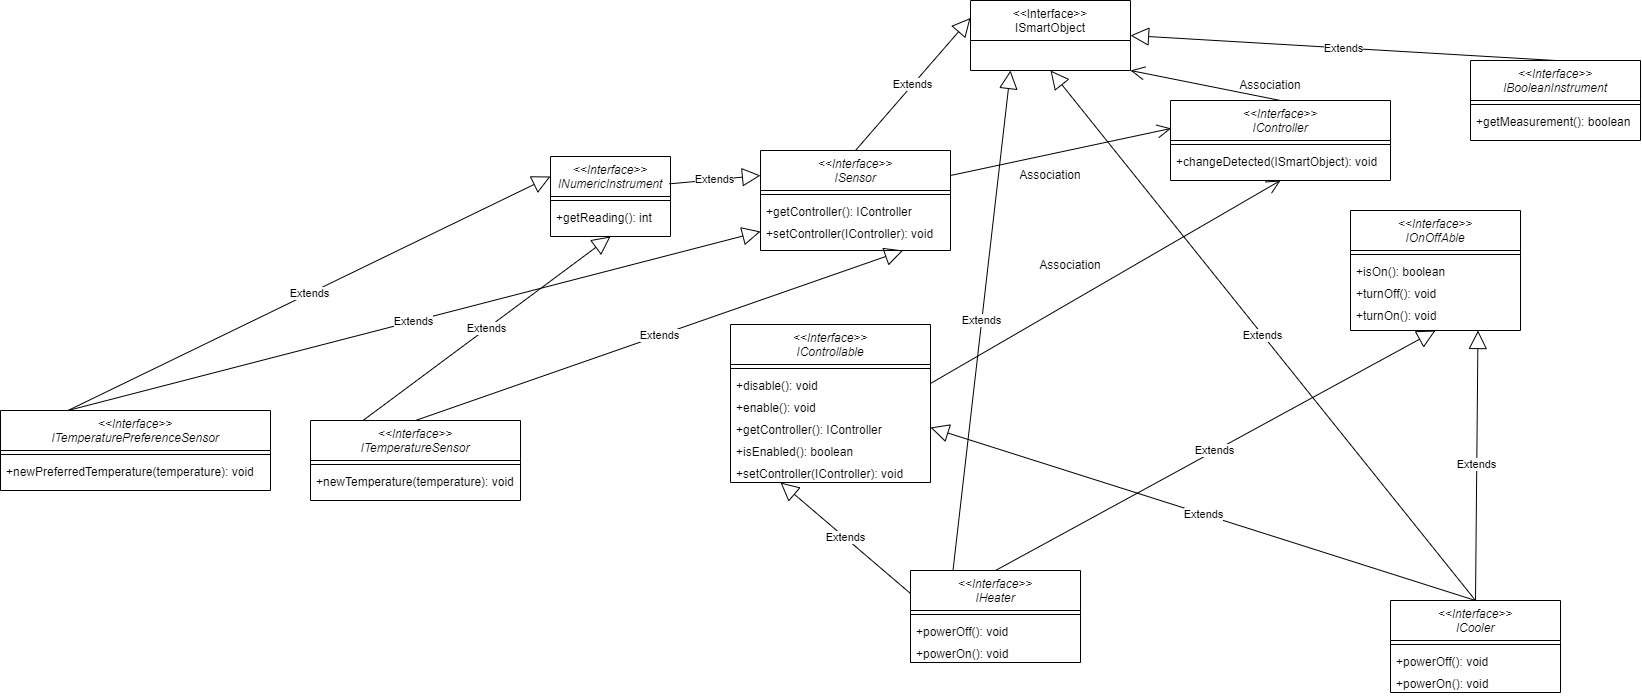 <<Interface>>
ISmartObject
Extends
<<Interface>>
IBooleanInstrument
+getMeasurement(): boolean
Extends
Association
<<Interface>>
IController
+changeDetected(ISmartObject): void
<<Interface>>
INumericInstrument
+getReading(): int
Extends
<<Interface>>
ISensor
+getController(): IController
+setController(IController): void
Association
<<Interface>>
IOnOffAble
+isOn(): boolean
+turnOff(): void
+turnOn(): void
Association
Extends
Extends
Extends
Extends
Extends
Extends
<<Interface>>
IControllable
+disable(): void
+enable(): void
+getController(): IController
+isEnabled(): boolean
+setController(IController): void
<<Interface>>
ITemperaturePreferenceSensor
+newPreferredTemperature(temperature): void
<<Interface>>
ITemperatureSensor
+newTemperature(temperature): void
Extends
Extends
Extends
Extends
<<Interface>>
IHeater
+powerOff(): void
+powerOn(): void
<<Interface>>
ICooler
+powerOff(): void
+powerOn(): void